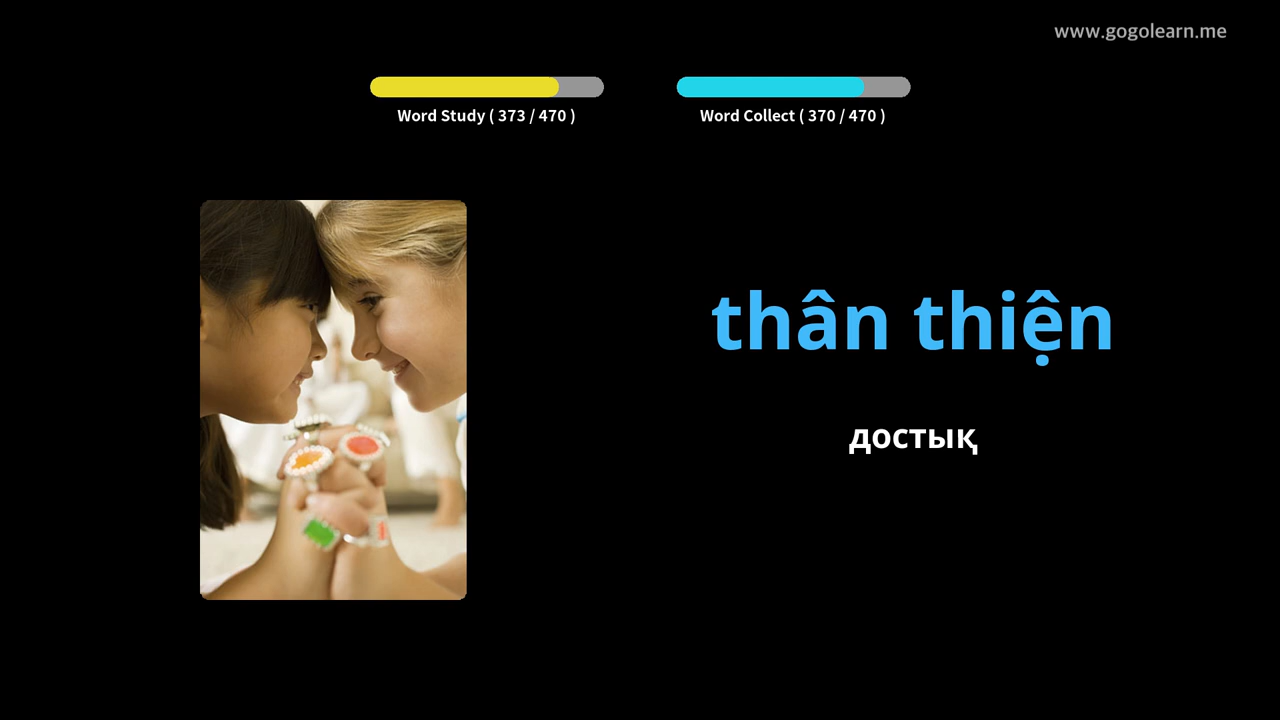 www.gogolearn.me
Word Study ( 373 / 470 )
Word Collect ( 370 / 470 )
thân thiện
достық